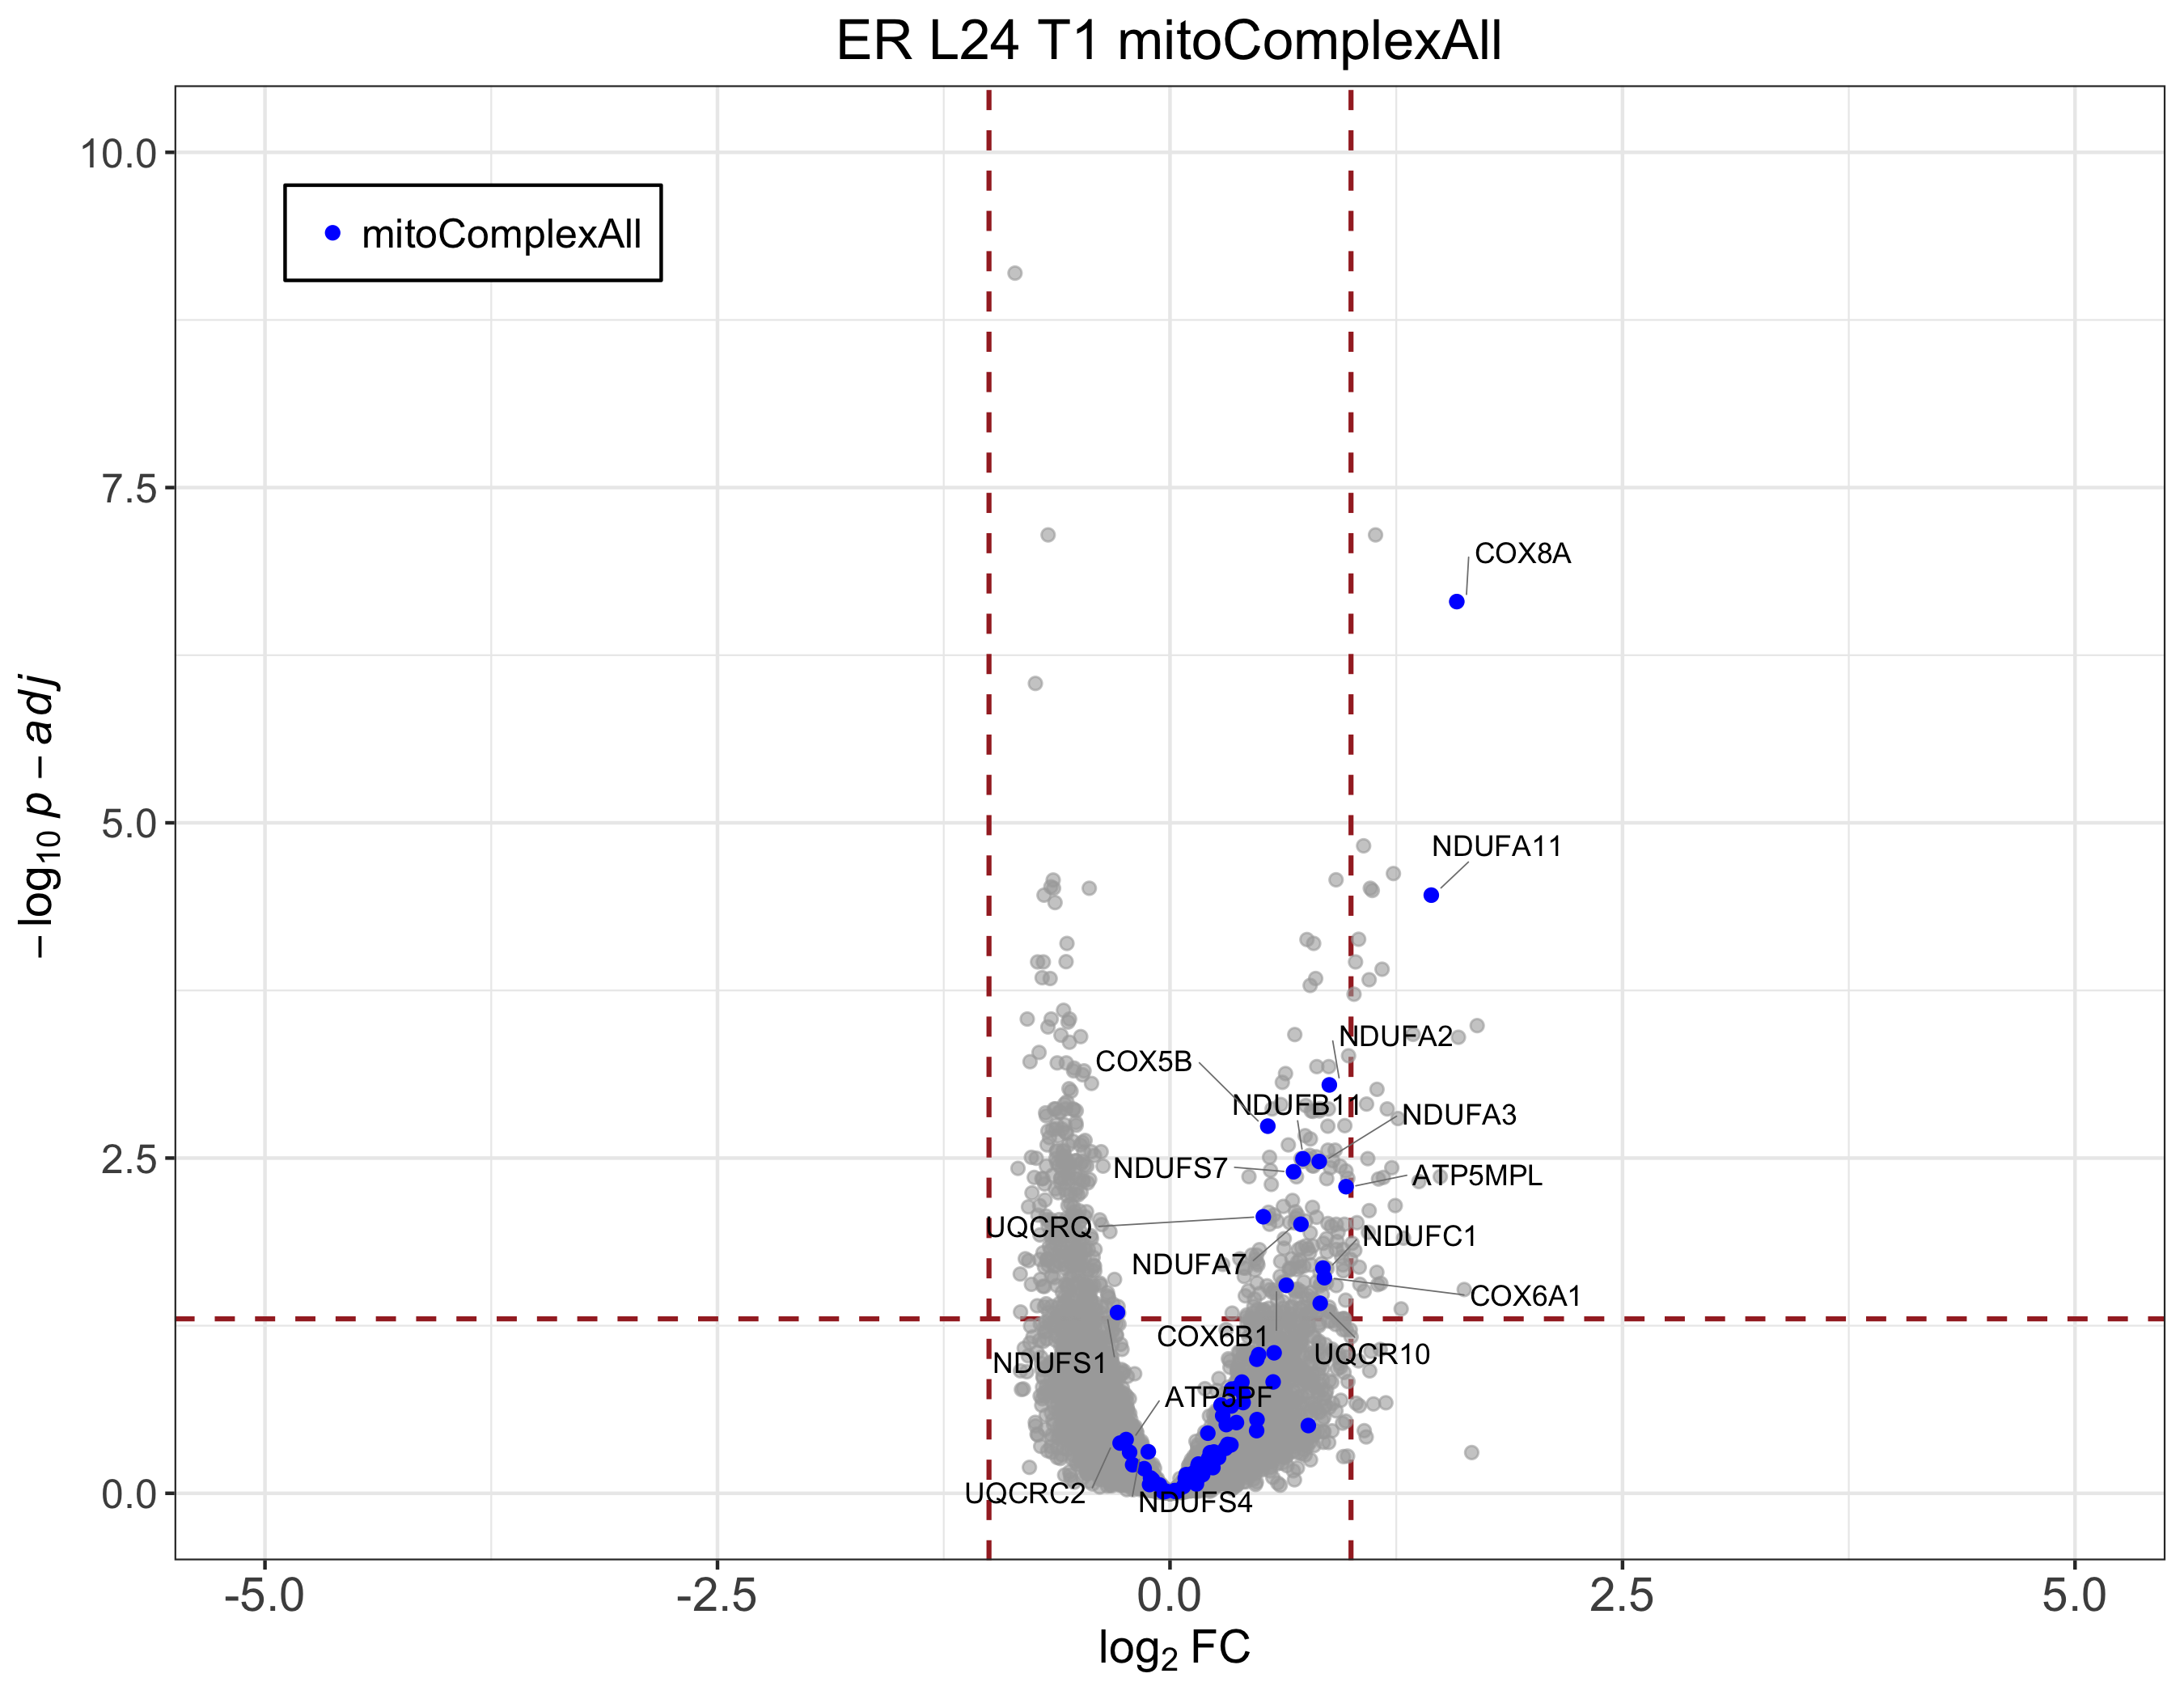 ER L24 T1 mitoComplexAll
10.0
mitoComplexAll
7.5
COX8A
5.0
NDUFA11
NDUFA2
COX5B
NDUFB11
NDUFA3
2.5
NDUFS7
ATP5MPL
UQCRQ
NDUFC1
NDUFA7
COX6A1
COX6B1
UQCR10
NDUFS1
ATP5PF
0.0
UQCRC2
NDUFS4
-5.0
-2.5
0.0
2.5
5.0
log2 FC
−log10 p − adj